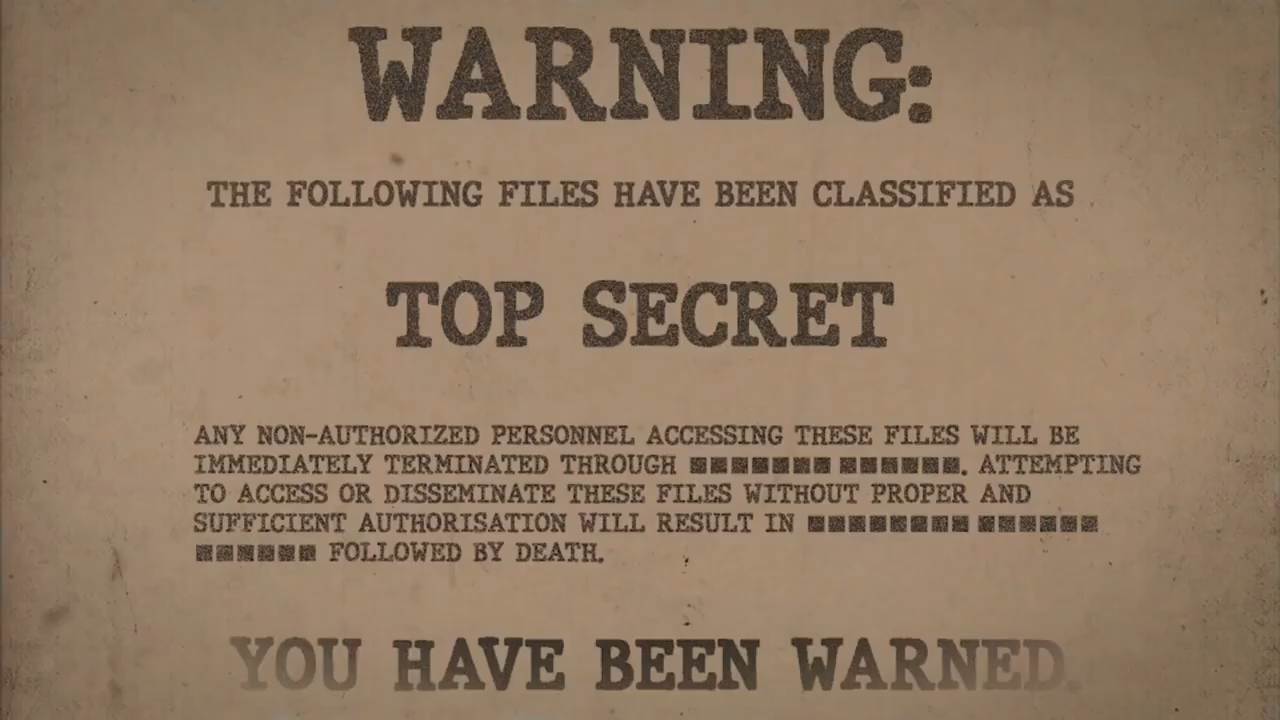 WARNING:
THE FOLLOWING FILES HAVE BEEN CLASSIFIED AS
TOP SECRET
ANY NON-AUTHORIZED PERSONNEL ACCESSING THESE FILES WILL BE
IMMEDIATELY TERMINATED THROUGH ■■■■■■■ ■■■■■■. ATTEMPTING
TO ACCESS OR DISSEMINATE THESE FILES WITHOUT PROPER AND
SUFFICIENT AUTHORISATION WILL RESULT IN ■■■■■■■■ ■■■■■■
■■■■■■ FOLLOWED BY DEATH.
YOU HAVE BEEN WARNED.